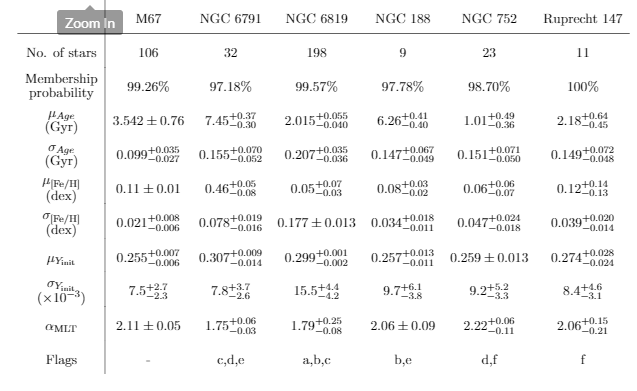 Zoom In M67 NGC 6791 NGC 6819 NGC 188 NGC 752 Ruprecht 147
No. of stars 106 32 198 9 23 11
Membership probability 99.26% 97.18% 99.57% 97.78% 98.70% 100%
μ_Age (Gyr) 3.542 ± 0.76 7.45^{+0.37}_{−0.30} 2.015^{+0.055}_{−0.040} 6.26^{+0.41}_{−0.40} 1.01^{+0.49}_{−0.36} 2.18^{+0.64}_{−0.45}
σ_Age (Gyr) 0.099^{+0.035}_{−0.027} 0.155^{+0.070}_{−0.052} 0.207^{+0.035}_{−0.036} 0.147^{+0.067}_{−0.049} 0.151^{+0.071}_{−0.050} 0.149^{+0.072}_{−0.048}
μ_[Fe/H] (dex) 0.11 ± 0.01 0.46^{+0.05}_{−0.08} 0.05^{+0.07}_{−0.03} 0.08^{+0.03}_{−0.02} 0.06^{+0.06}_{−0.07} 0.12^{+0.14}_{−0.13}
σ_[Fe/H] (dex) 0.021^{+0.008}_{−0.006} 0.078^{+0.019}_{−0.016} 0.177 ± 0.013 0.034^{+0.018}_{−0.011} 0.047^{+0.024}_{−0.018} 0.039^{+0.020}_{−0.014}
μ_{Y_init} 0.255^{+0.007}_{−0.006} 0.307^{+0.009}_{−0.014} 0.299^{+0.001}_{−0.002} 0.257^{+0.013}_{−0.011} 0.259 ± 0.013 0.274^{+0.028}_{−0.024}
σ_{Y_init} (×10^{−3}) 7.5^{+2.7}_{−2.3} 7.8^{+3.7}_{−2.6} 15.5^{+4.4}_{−4.2} 9.7^{+6.1}_{−3.8} 9.2^{+5.2}_{−3.3} 8.4^{+4.6}_{−3.1}
α_MLT 2.11 ± 0.05 1.75^{+0.06}_{−0.03} 1.79^{+0.25}_{−0.08} 2.06 ± 0.09 2.22^{+0.06}_{−0.11} 2.06^{+0.15}_{−0.21}
Flags - c,d,e a,b,c b,e d,f f